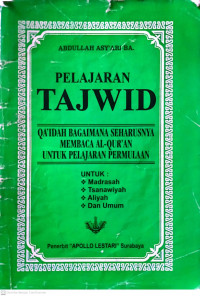 ABDULLAH ASY'ARI BA.
PELAJARAN
TAJWID
QA'IDAH BAGAIMANA SEHARUSNYA
MEMBACA AL-QUR'AN
UNTUK PELAJARAN PERMULAAN
UNTUK :
❖ Madrasah
❖ Tsanawiyah
❖ Aliyah
❖ Dan Umum
Penerbit "APOLLO LESTARI" Surabaya